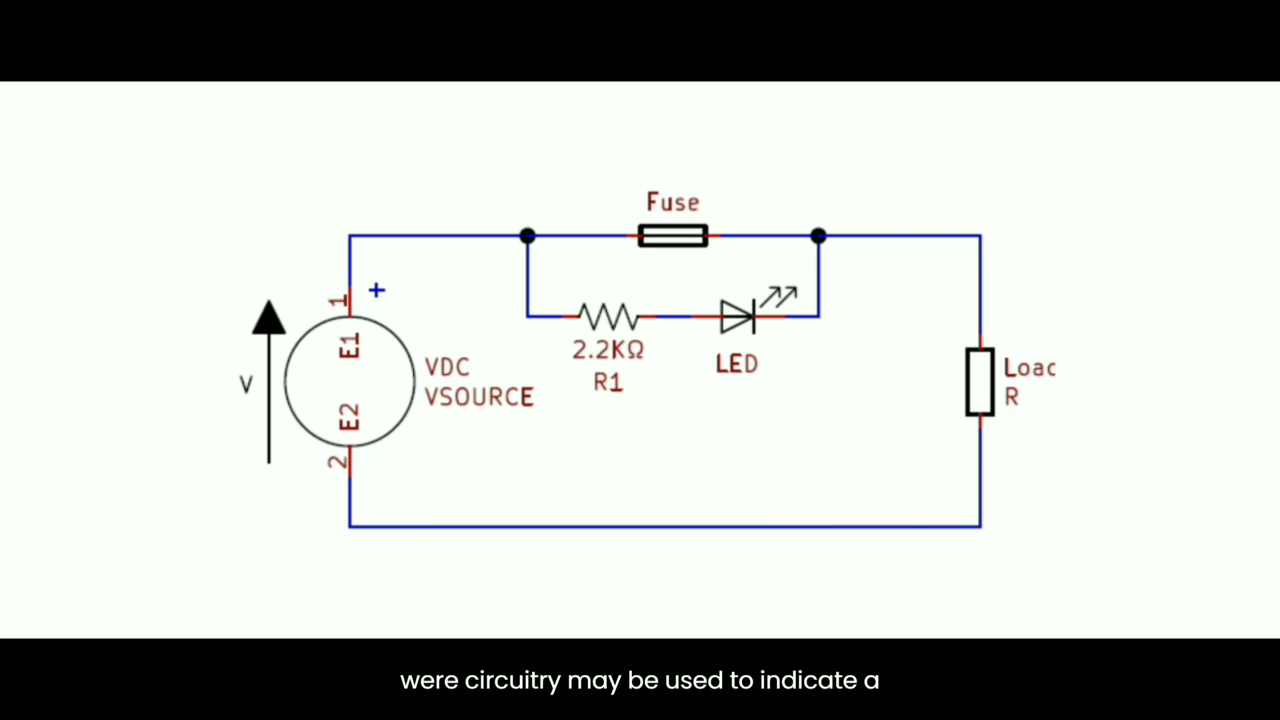 Fuse
+
1
E1
V
VDC
VSOURCE
E2
2
2.2KΩ
R1
LED
Loac
R
were circuitry may be used to indicate a